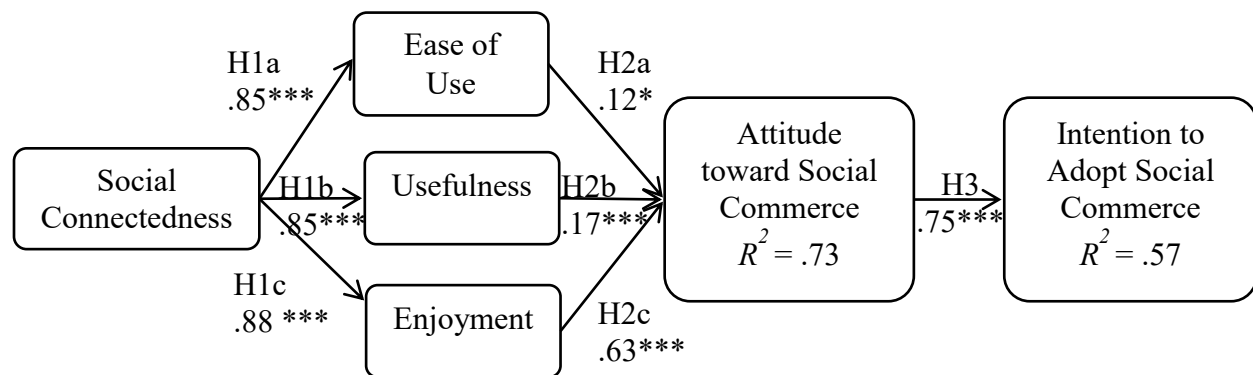 Social
Connectedness
H1a
.85***
H1b
.85***
H1c
.88 ***
Ease of
Use
Usefulness
Enjoyment
H2a
.12*
H2b
.17***
H2c
.63***
Attitude
toward Social
Commerce
R² = .73
H3
.75***
Intention to
Adopt Social
Commerce
R² = .57